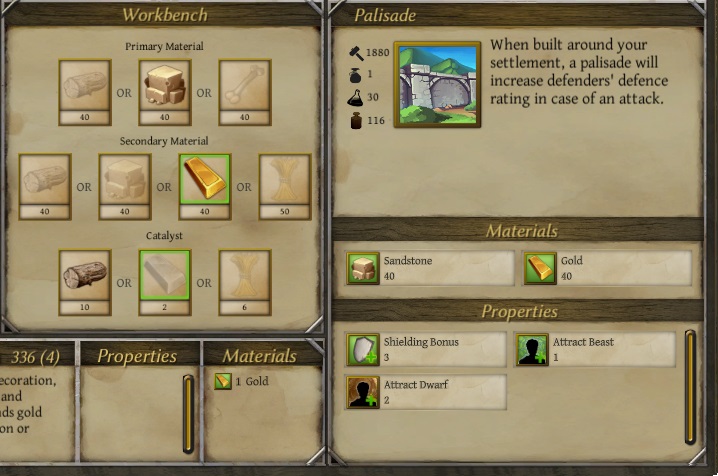 Workbench
Primary Material
OR
OR
40
40
40
Secondary Material
OR
OR
OR
40
40
40
50
Catalyst
OR
OR
10
2
6
336 (4)
ecoration,
and
ds gold
on or
Properties
Materials
1 Gold
Palisade
1880
1
30
116
When built around your
settlement, a palisade will
increase defenders' defence
rating in case of an attack.
Materials
Sandstone
40
Gold
40
Properties
Shielding Bonus
3
Attract Beast
1
Attract Dwarf
2